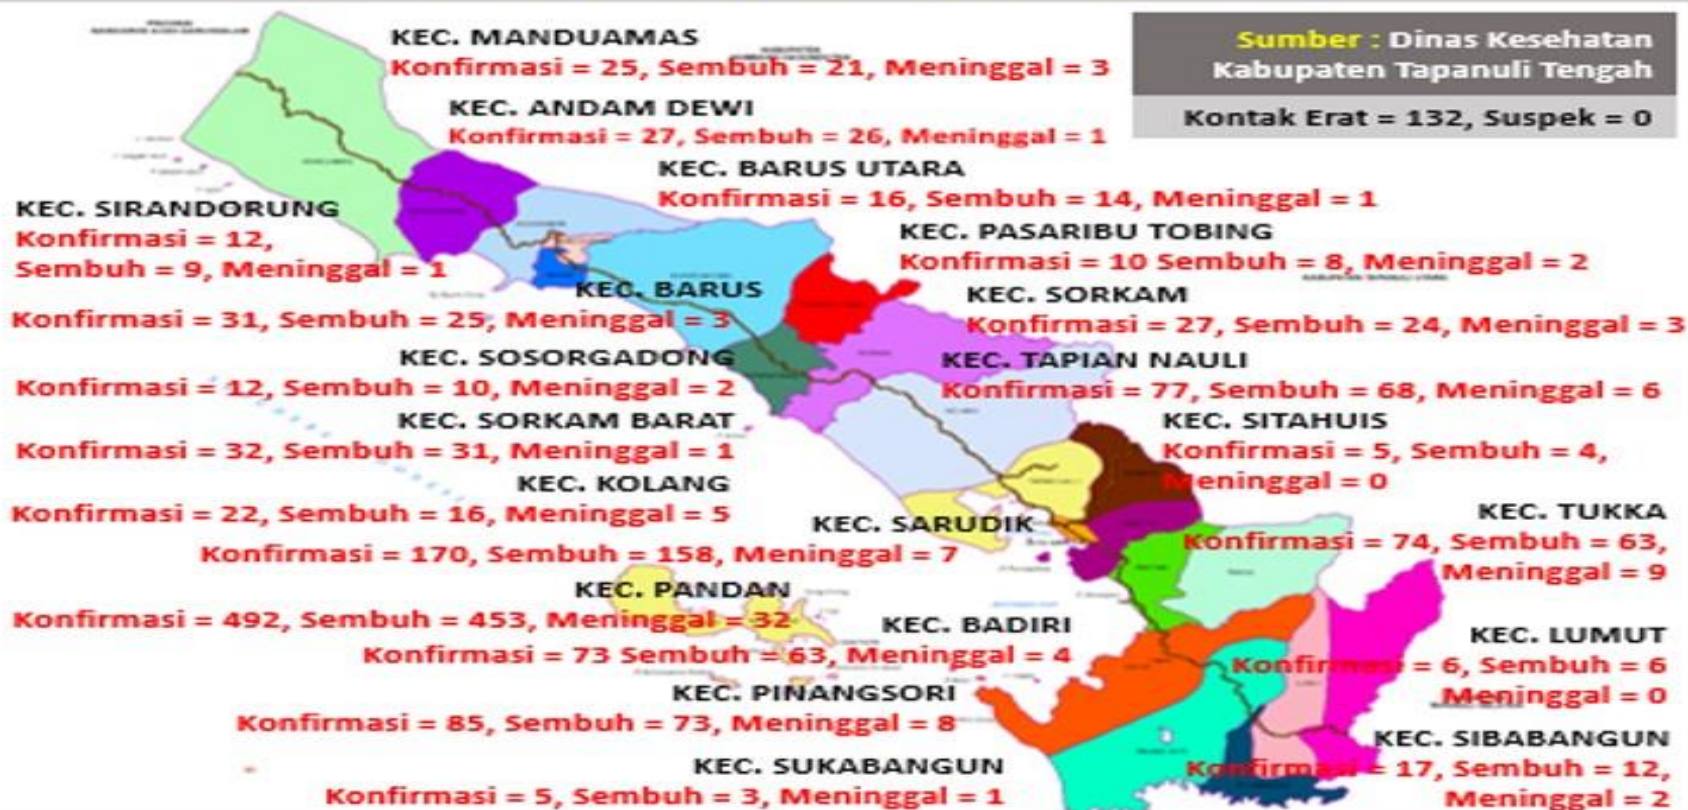 KEC. MANDUAMAS
Konfirmasi = 25, Sembuh = 21, Meninggal = 3
Sumber : Dinas Kesehatan
Kabupaten Tapanuli Tengah
Kontak Erat = 132, Suspek = 0
KEC. ANDAM DEWI
Konfirmasi = 27, Sembuh = 26, Meninggal = 1
KEC. BARUS UTARA
Konfirmasi = 16, Sembuh = 14, Meninggal = 1
KEC. SIRANDORUNG
Konfirmasi = 12,
Sembuh = 9, Meninggal = 1
KEC. PASARIBU TOBING
Konfirmasi = 10 Sembuh = 8, Meninggal = 2
KEC. BARUS
Konfirmasi = 31, Sembuh = 25, Meninggal = 3
KEC. SORKAM
Konfirmasi = 27, Sembuh = 24, Meninggal = 3
KEC. SOSORGADONG
Konfirmasi = 12, Sembuh = 10, Meninggal = 2
KEC. TAPIAN NAULI
Konfirmasi = 77, Sembuh = 68, Meninggal = 6
KEC. SORKAM BARAT
Konfirmasi = 32, Sembuh = 31, Meninggal = 1
KEC. SITAHUIS
Konfirmasi = 5, Sembuh = 4,
Meninggal = 0
KEC. KOLANG
Konfirmasi = 22, Sembuh = 16, Meninggal = 5
KEC. SARUDIK
Konfirmasi = 170, Sembuh = 158, Meninggal = 7
KEC. TUKKA
Konfirmasi = 74, Sembuh = 63,
Meninggal = 9
KEC. PANDAN
Konfirmasi = 492, Sembuh = 453, Meninggal = 32
KEC. BADIRI
Konfirmasi = 73 Sembuh = 63, Meninggal = 4
KEC. LUMUT
Konfirmasi = 6, Sembuh = 6
Meninggal = 0
KEC. PINANGSORI
Konfirmasi = 85, Sembuh = 73, Meninggal = 8
KEC. SIBABANGUN
Konfirmasi = 17, Sembuh = 12,
Meninggal = 2
KEC. SUKABANGUN
Konfirmasi = 5, Sembuh = 3, Meninggal = 1